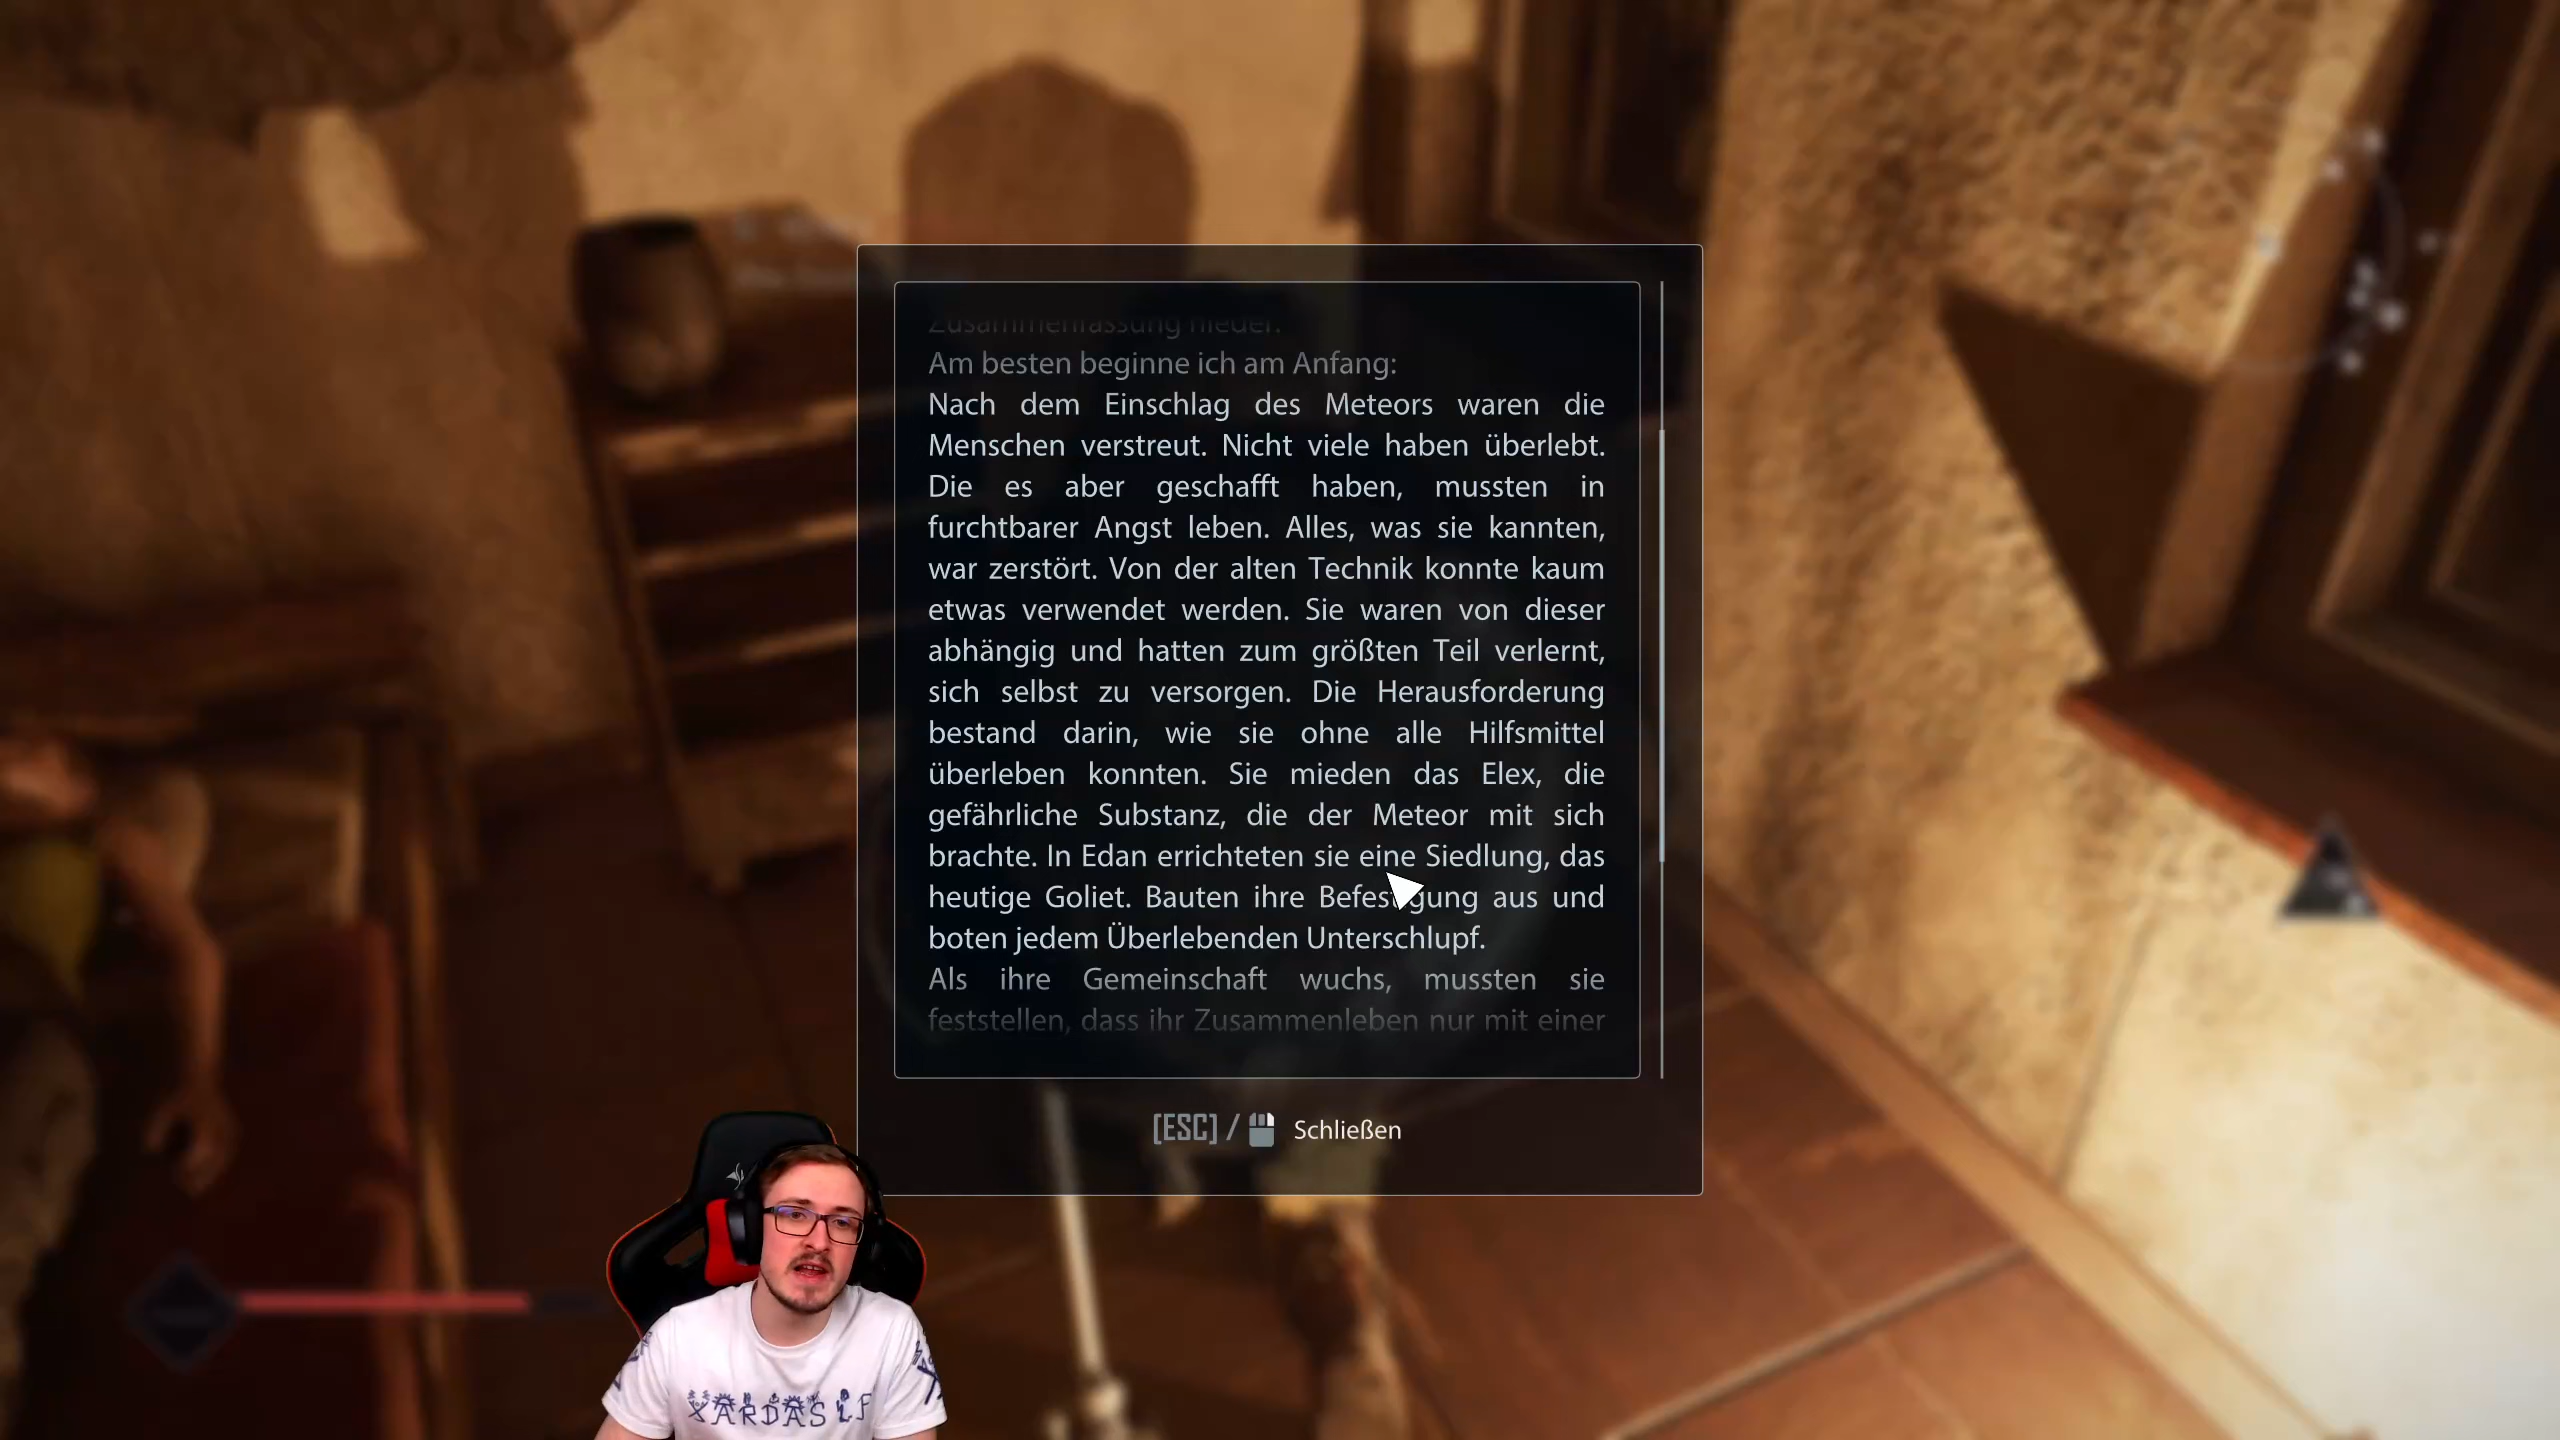 Zusammenfassung nieder.
Am besten beginne ich am Anfang:
Nach dem Einschlag des Meteors waren die
Menschen verstreut. Nicht viele haben überlebt.
Die es aber geschafft haben, mussten in
furchtbarer Angst leben. Alles, was sie kannten,
war zerstört. Von der alten Technik konnte kaum
etwas verwendet werden. Sie waren von dieser
abhängig und hatten zum größten Teil verlernt,
sich selbst zu versorgen. Die Herausforderung
bestand darin, wie sie ohne alle Hilfsmittel
überleben konnten. Sie mieden das Elex, die
gefährliche Substanz, die der Meteor mit sich
brachte. In Edan errichteten sie eine Siedlung, das
heutige Goliet. Bauten ihre Befestigung aus und
boten jedem Überlebenden Unterschlupf.
Als ihre Gemeinschaft wuchs, mussten sie
feststellen, dass ihr Zusammenleben nur mit einer
[ESC] / Schließen